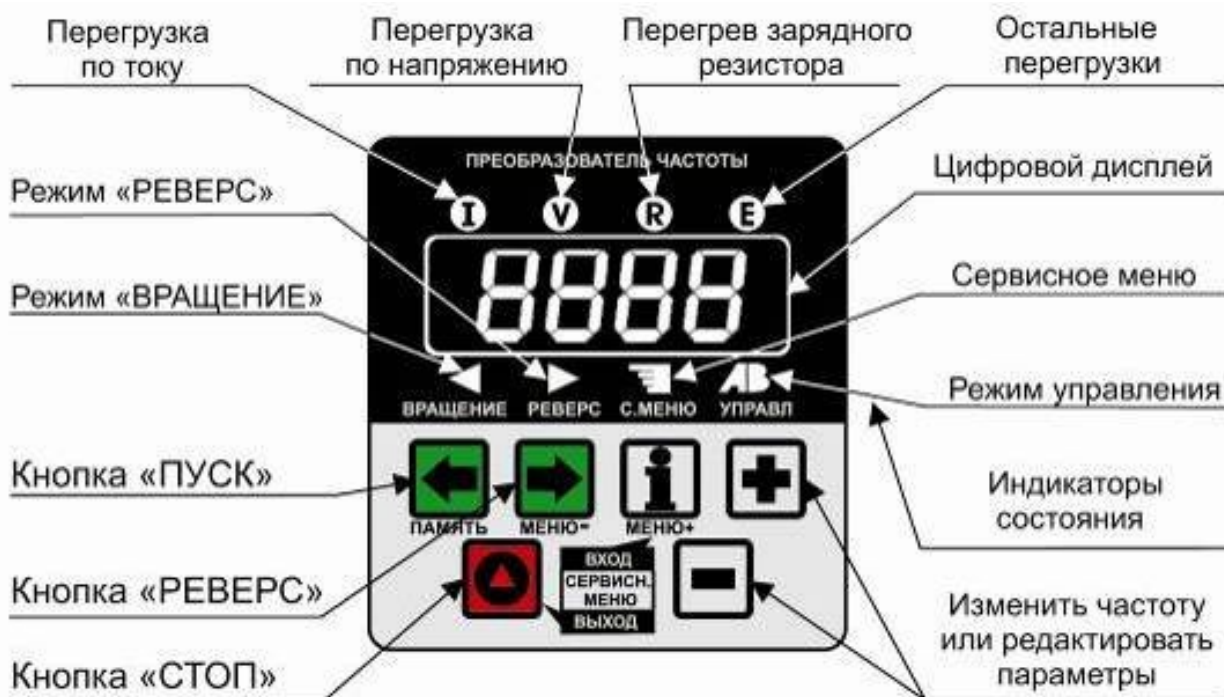 Перегрузка
по току
Перегрузка
по напряжению
Перегрев зарядного
резистора
Остальные
перегрузки
ПРЕОБРАЗОВАТЕЛЬ ЧАСТОТЫ
Режим «РЕВЕРС»
I V R E
Цифровой дисплей
8888
Режим «ВРАЩЕНИЕ»
Сервисное меню
AB
ВРАЩЕНИЕ РЕВЕРС С.МЕНЮ УПРАВЛ
Режим управления
Кнопка «ПУСК»
i
Индикаторы
состояния
ПАМЯТЬ МЕНЮ- МЕНЮ+
Кнопка «РЕВЕРС»
ВХОД
СЕРВИСН.
МЕНЮ
ВЫХОД
Изменить частоту
или редактировать
параметры
Кнопка «СТОП»